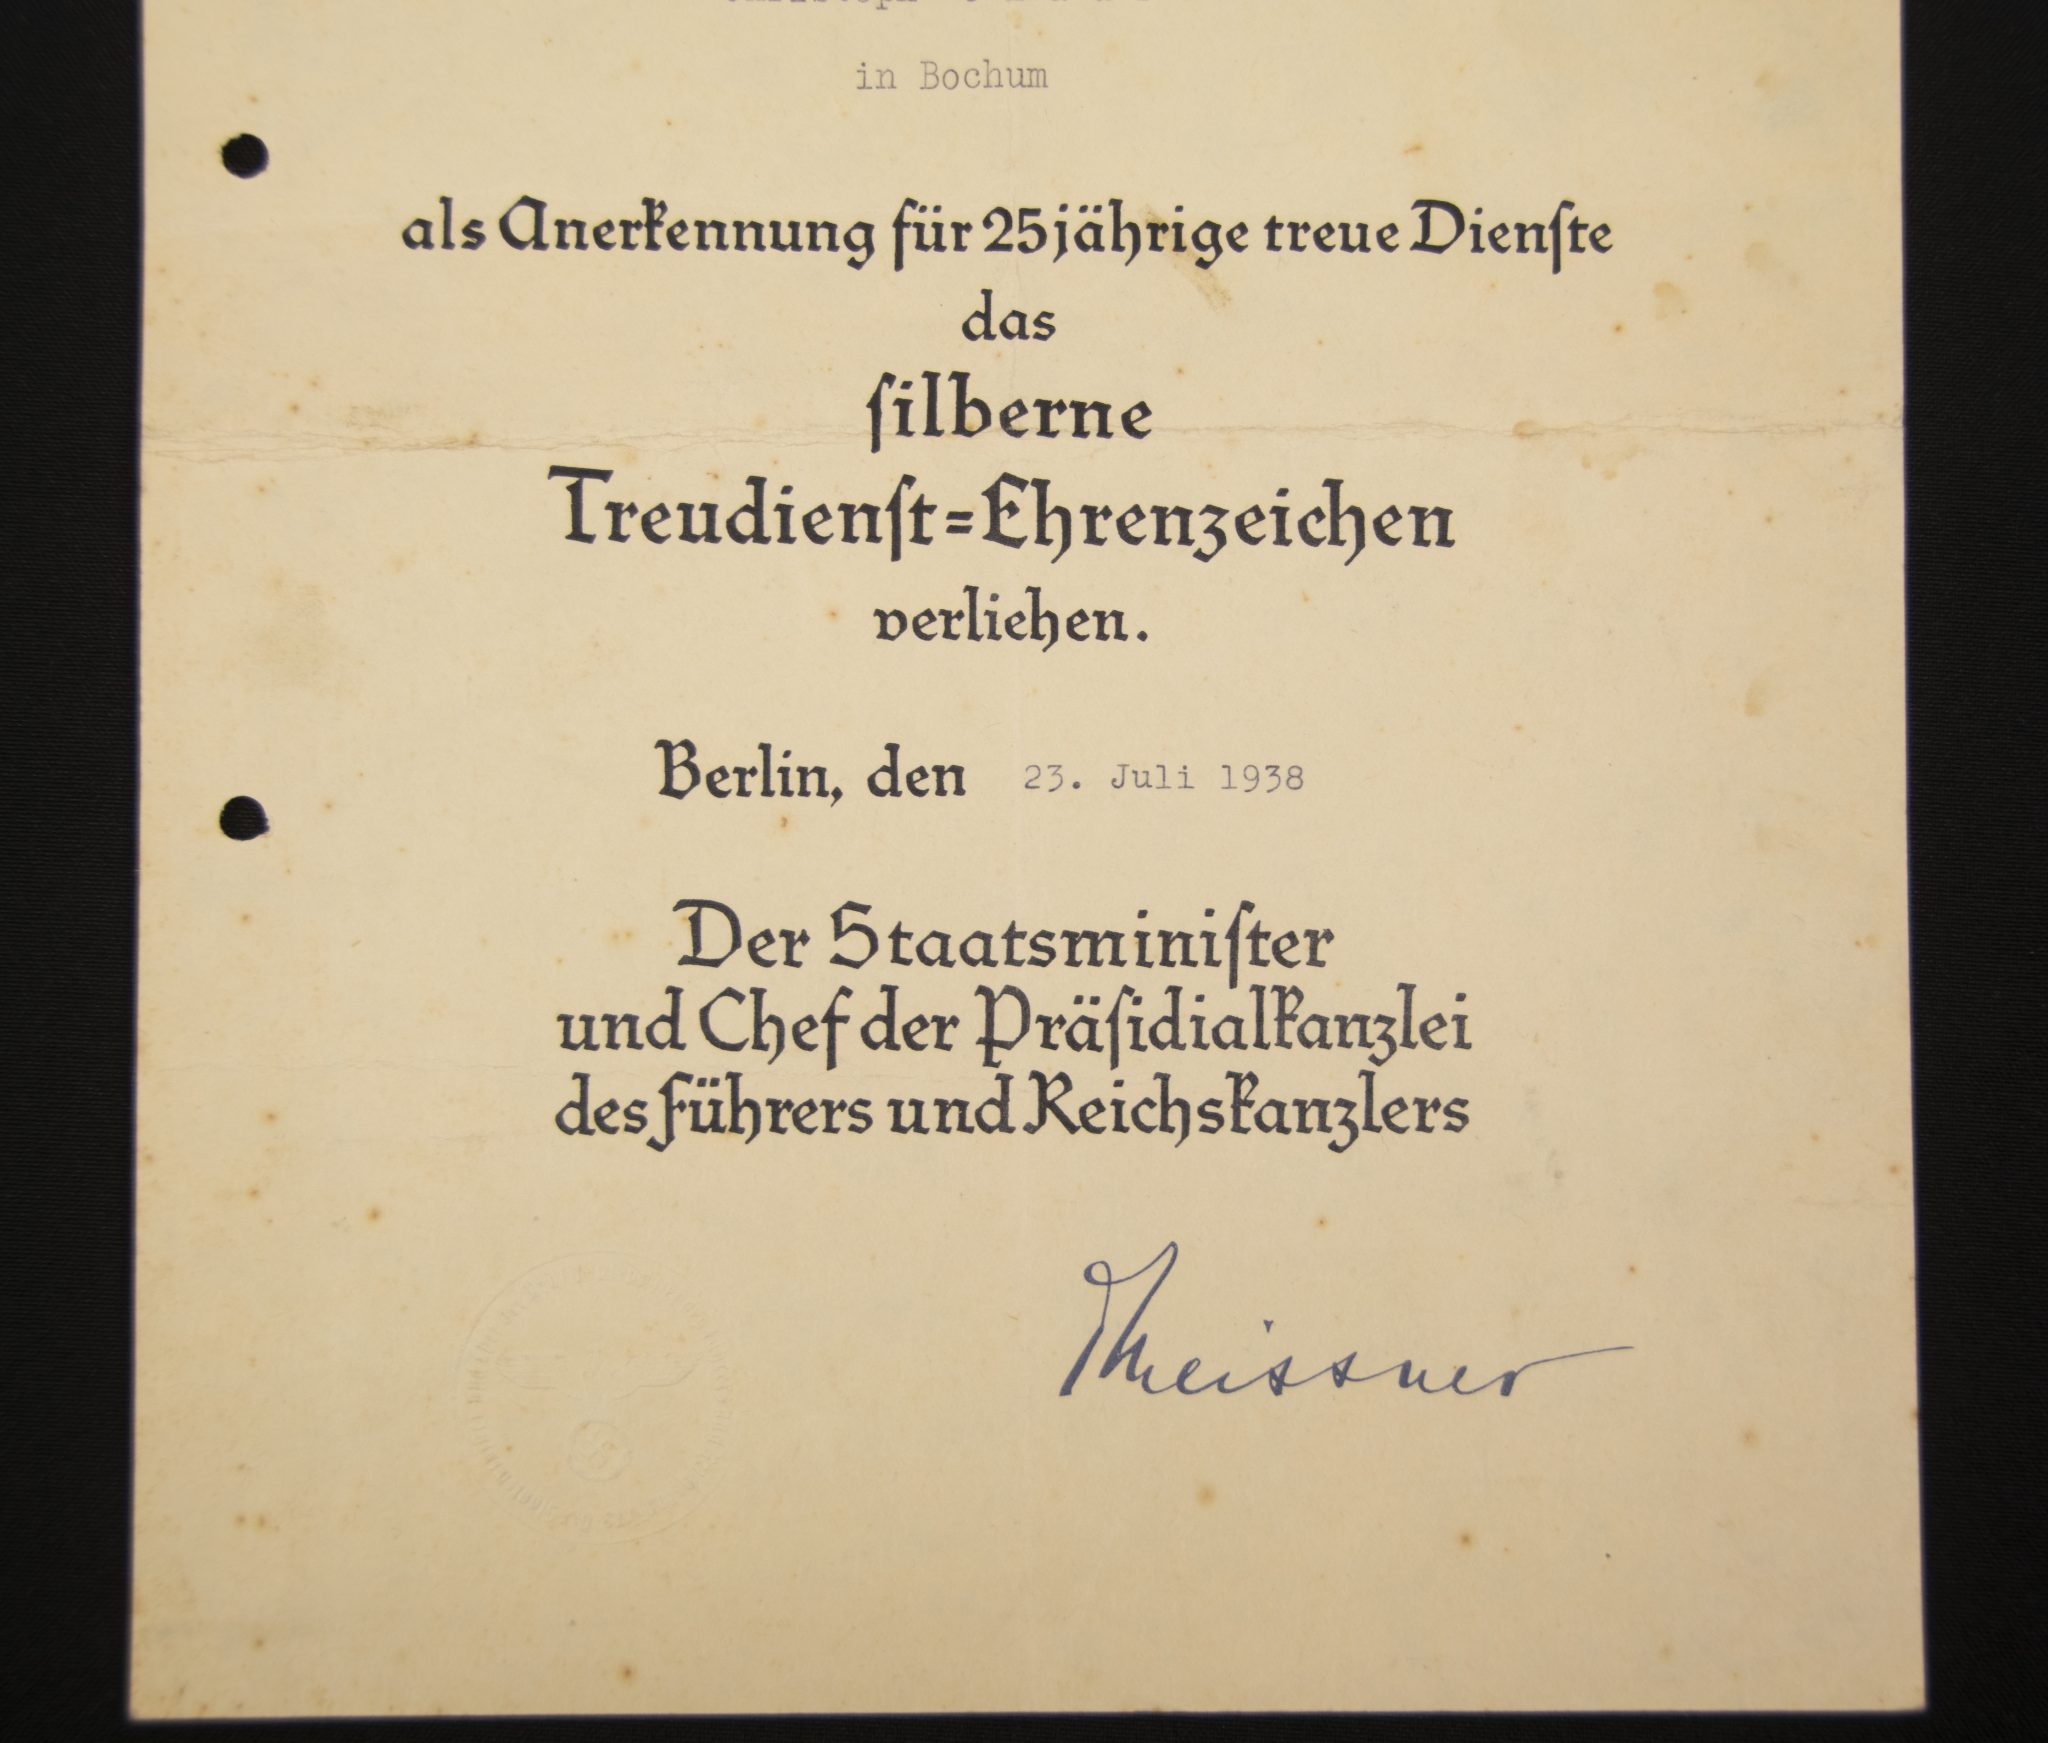 in Bochum
als Anerkennung für 25jährige treue Dienſte
das
ſilberne
Treudienſt=Ehrenzeichen
verliehen.
Berlin, den 23. Juli 1938
Der Staatsminiſter
und Chef der Präſidialkanzlei
des Führers und Reichskanzlers
Meissner